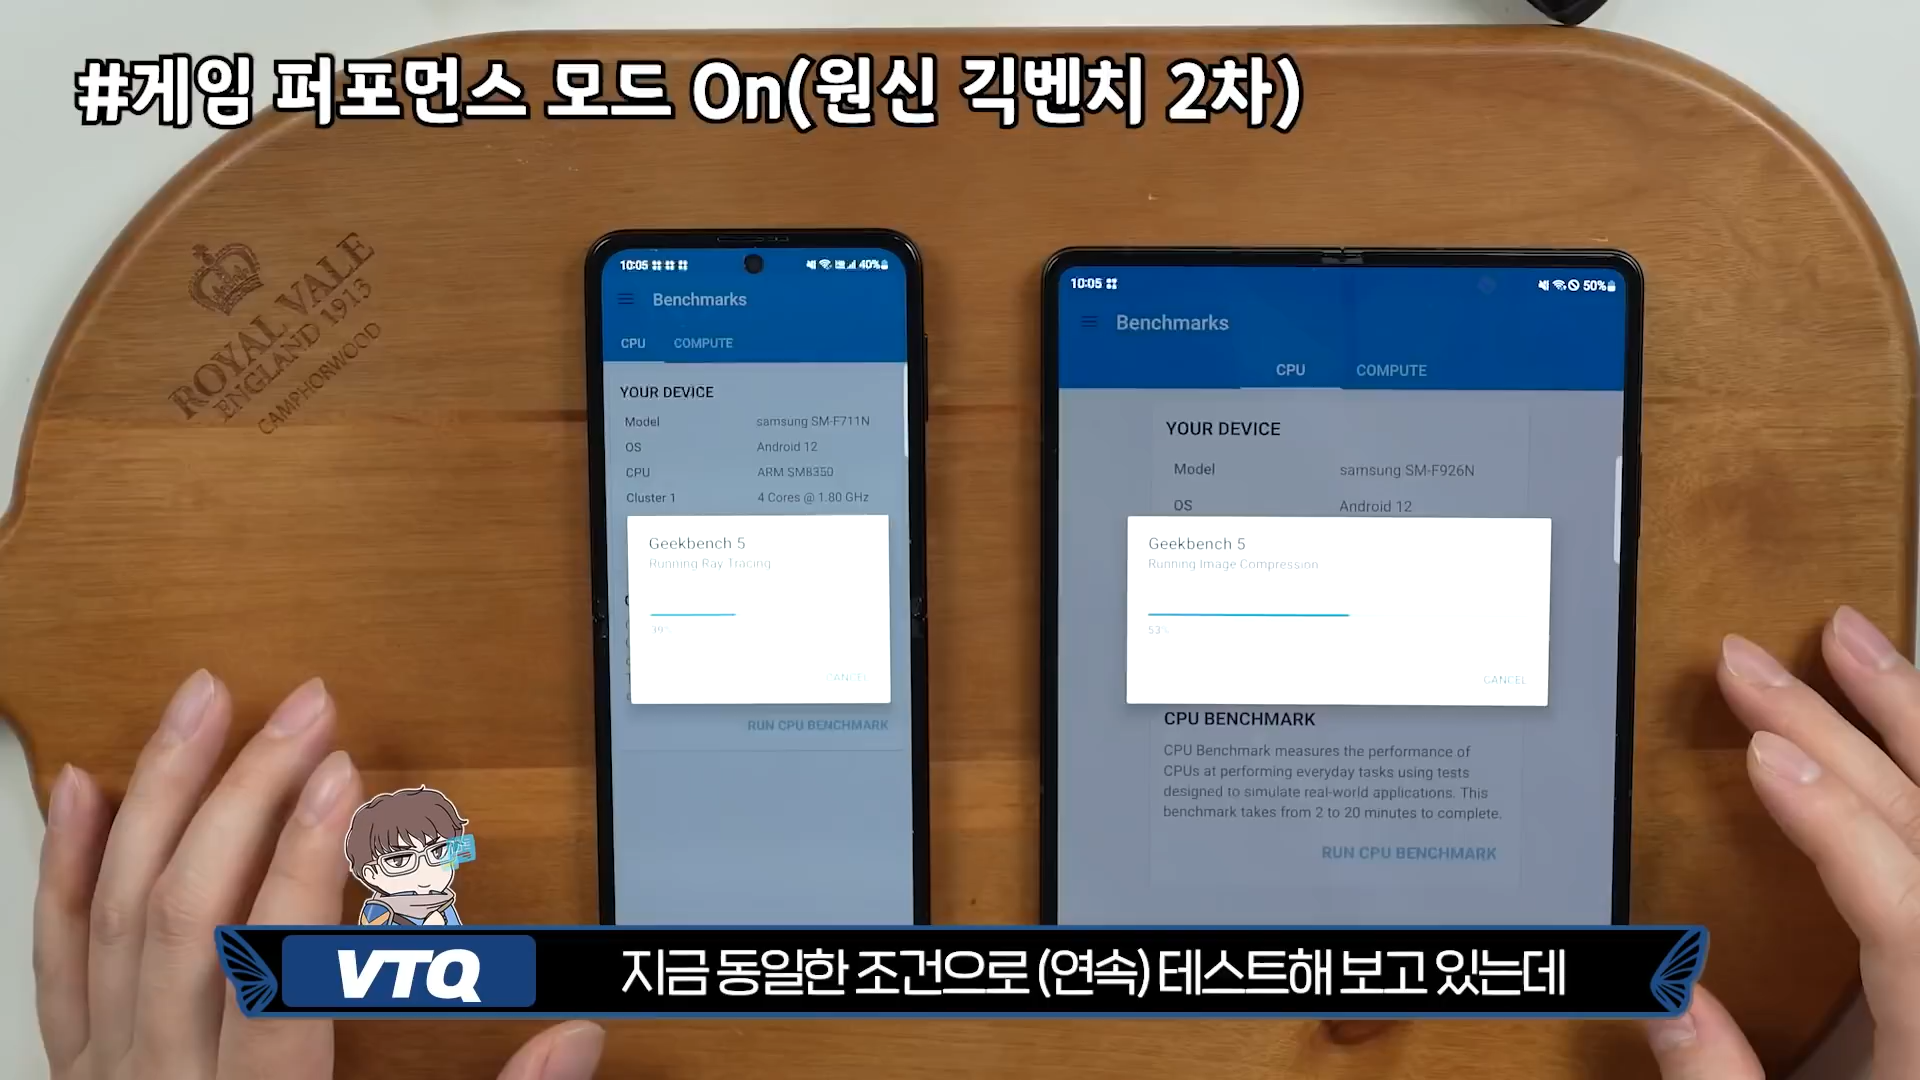 #게임 퍼포먼스 모드 On(원신 긱벤치 2차)
ROYAL VALE
ENGLAND 1913
CAMPHORWOOD
10:05
40%
Benchmarks
CPU COMPUTE
YOUR DEVICE
Model samsung SM-F711N
OS Android 12
CPU ARM SM8350
Cluster 1 4 Cores @ 1.80 GHz
Geekbench 5
Running Ray Tracing
39%
CANCEL
RUN CPU BENCHMARK
10:05
50%
Benchmarks
CPU COMPUTE
YOUR DEVICE
Model samsung SM-F926N
OS Android 12
Geekbench 5
Running Image Compression
53%
CANCEL
CPU BENCHMARK
CPU Benchmark measures the performance of
CPUs at performing everyday tasks using tests
designed to simulate real-world applications. This
benchmark takes from 2 to 20 minutes to complete.
RUN CPU BENCHMARK
VTQ
지금 동일한 조건으로 (연속) 테스트해 보고 있는데